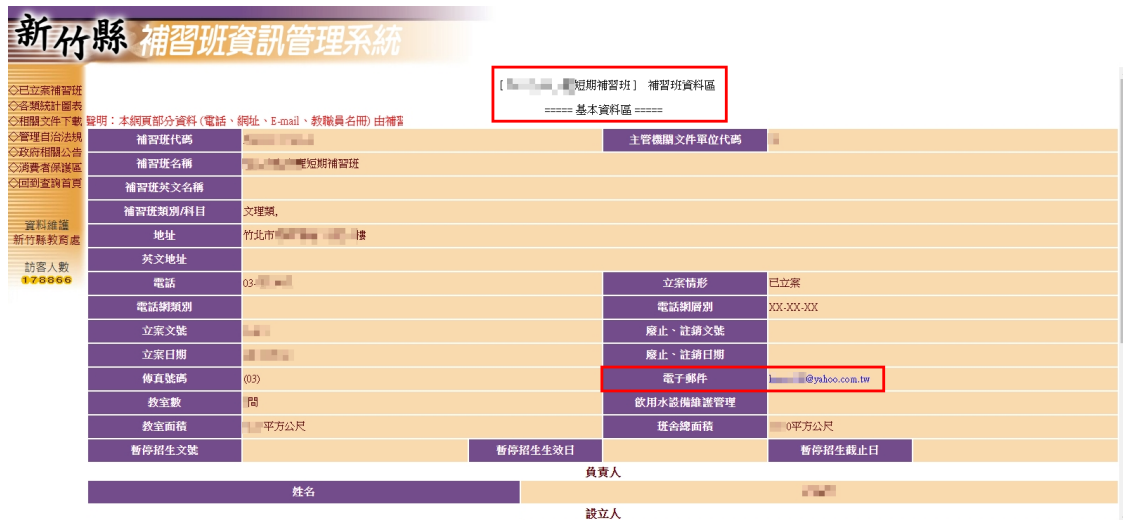 新竹縣 補習班資訊管理系統
◇已立案補習班
◇各類統計圖表
◇相關文件下載
◇管理自治法規
◇政府相關公告
◇消費者保護區
◇回到查詢首頁
資料維護
新竹縣教育處
訪客人數
178866
[ 短期補習班 ] 補習班資料區
===== 基本資料區 =====
聲明：本網頁部分資料 (電話、網址、E-mail、教職員名冊) 由補習
補習班代碼 主管機關文件單位代碼
補習班名稱 短期補習班
補習班英文名稱
補習班類別/科目 文理類,
地址 竹北市 樓
英文地址
電話 03- 立案情形 已立案
電話網類別 電話網層別 XX-XX-XX
立案文號 廢止、註銷文號
立案日期 廢止、註銷日期
傳真號碼 (03) 電子郵件 @yahoo.com.tw
教室數 間 飲用水設備維護管理
教室面積 平方公尺 班舍總面積 0平方公尺
暫停招生文號 暫停招生生效日 暫停招生截止日
負責人
姓名
設立人